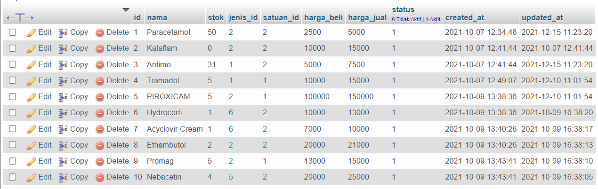 id nama stok jenis_id satuan_id harga_beli harga_jual status created_at updated_at
Edit Copy Delete 1 Paracetamol 50 2 2 2500 5000 1 2021-10-07 12:34:48 2021-12-15 11:23:20
Edit Copy Delete 2 Kataflam 0 2 2 10000 15000 1 2021-10-07 12:41:44 2021 10 07 12:41:44
Edit Copy Delete 3 Antimo 31 1 2 5000 7500 1 2021-10-07 12:41:44 2021-12-15 11:23:20
Edit Copy Delete 4 Tramadol 5 1 1 10000 15000 1 2021-10-07 12:49:07 2021-12-10 11:01:54
Edit Copy Delete 5 PIROXICAM 5 2 1 100000 150000 1 2021-10-09 13:38:36 2021-12-10 11:01:54
Edit Copy Delete 6 Hydrocorti 1 6 2 10000 13000 1 2021-10-09 13:38:36 2021 10 09 16:38:20
Edit Copy Delete 7 Acyclovir Cream 1 6 2 7000 10000 1 2021 10 09 13:40:26 2021 10 09 16:38:17
Edit Copy Delete 8 Ethambutol 2 2 2 20000 21000 1 2021 10 09 13:40:26 2021 10 09 16:38:13
Edit Copy Delete 9 Promag 5 2 1 13000 15000 1 2021 10 09 13:43:41 2021 10 09 16:38:10
Edit Copy Delete 10 Nebacetin 4 5 2 20000 25000 1 2021 10 09 13:43:41 2021 10 09 16:38:05